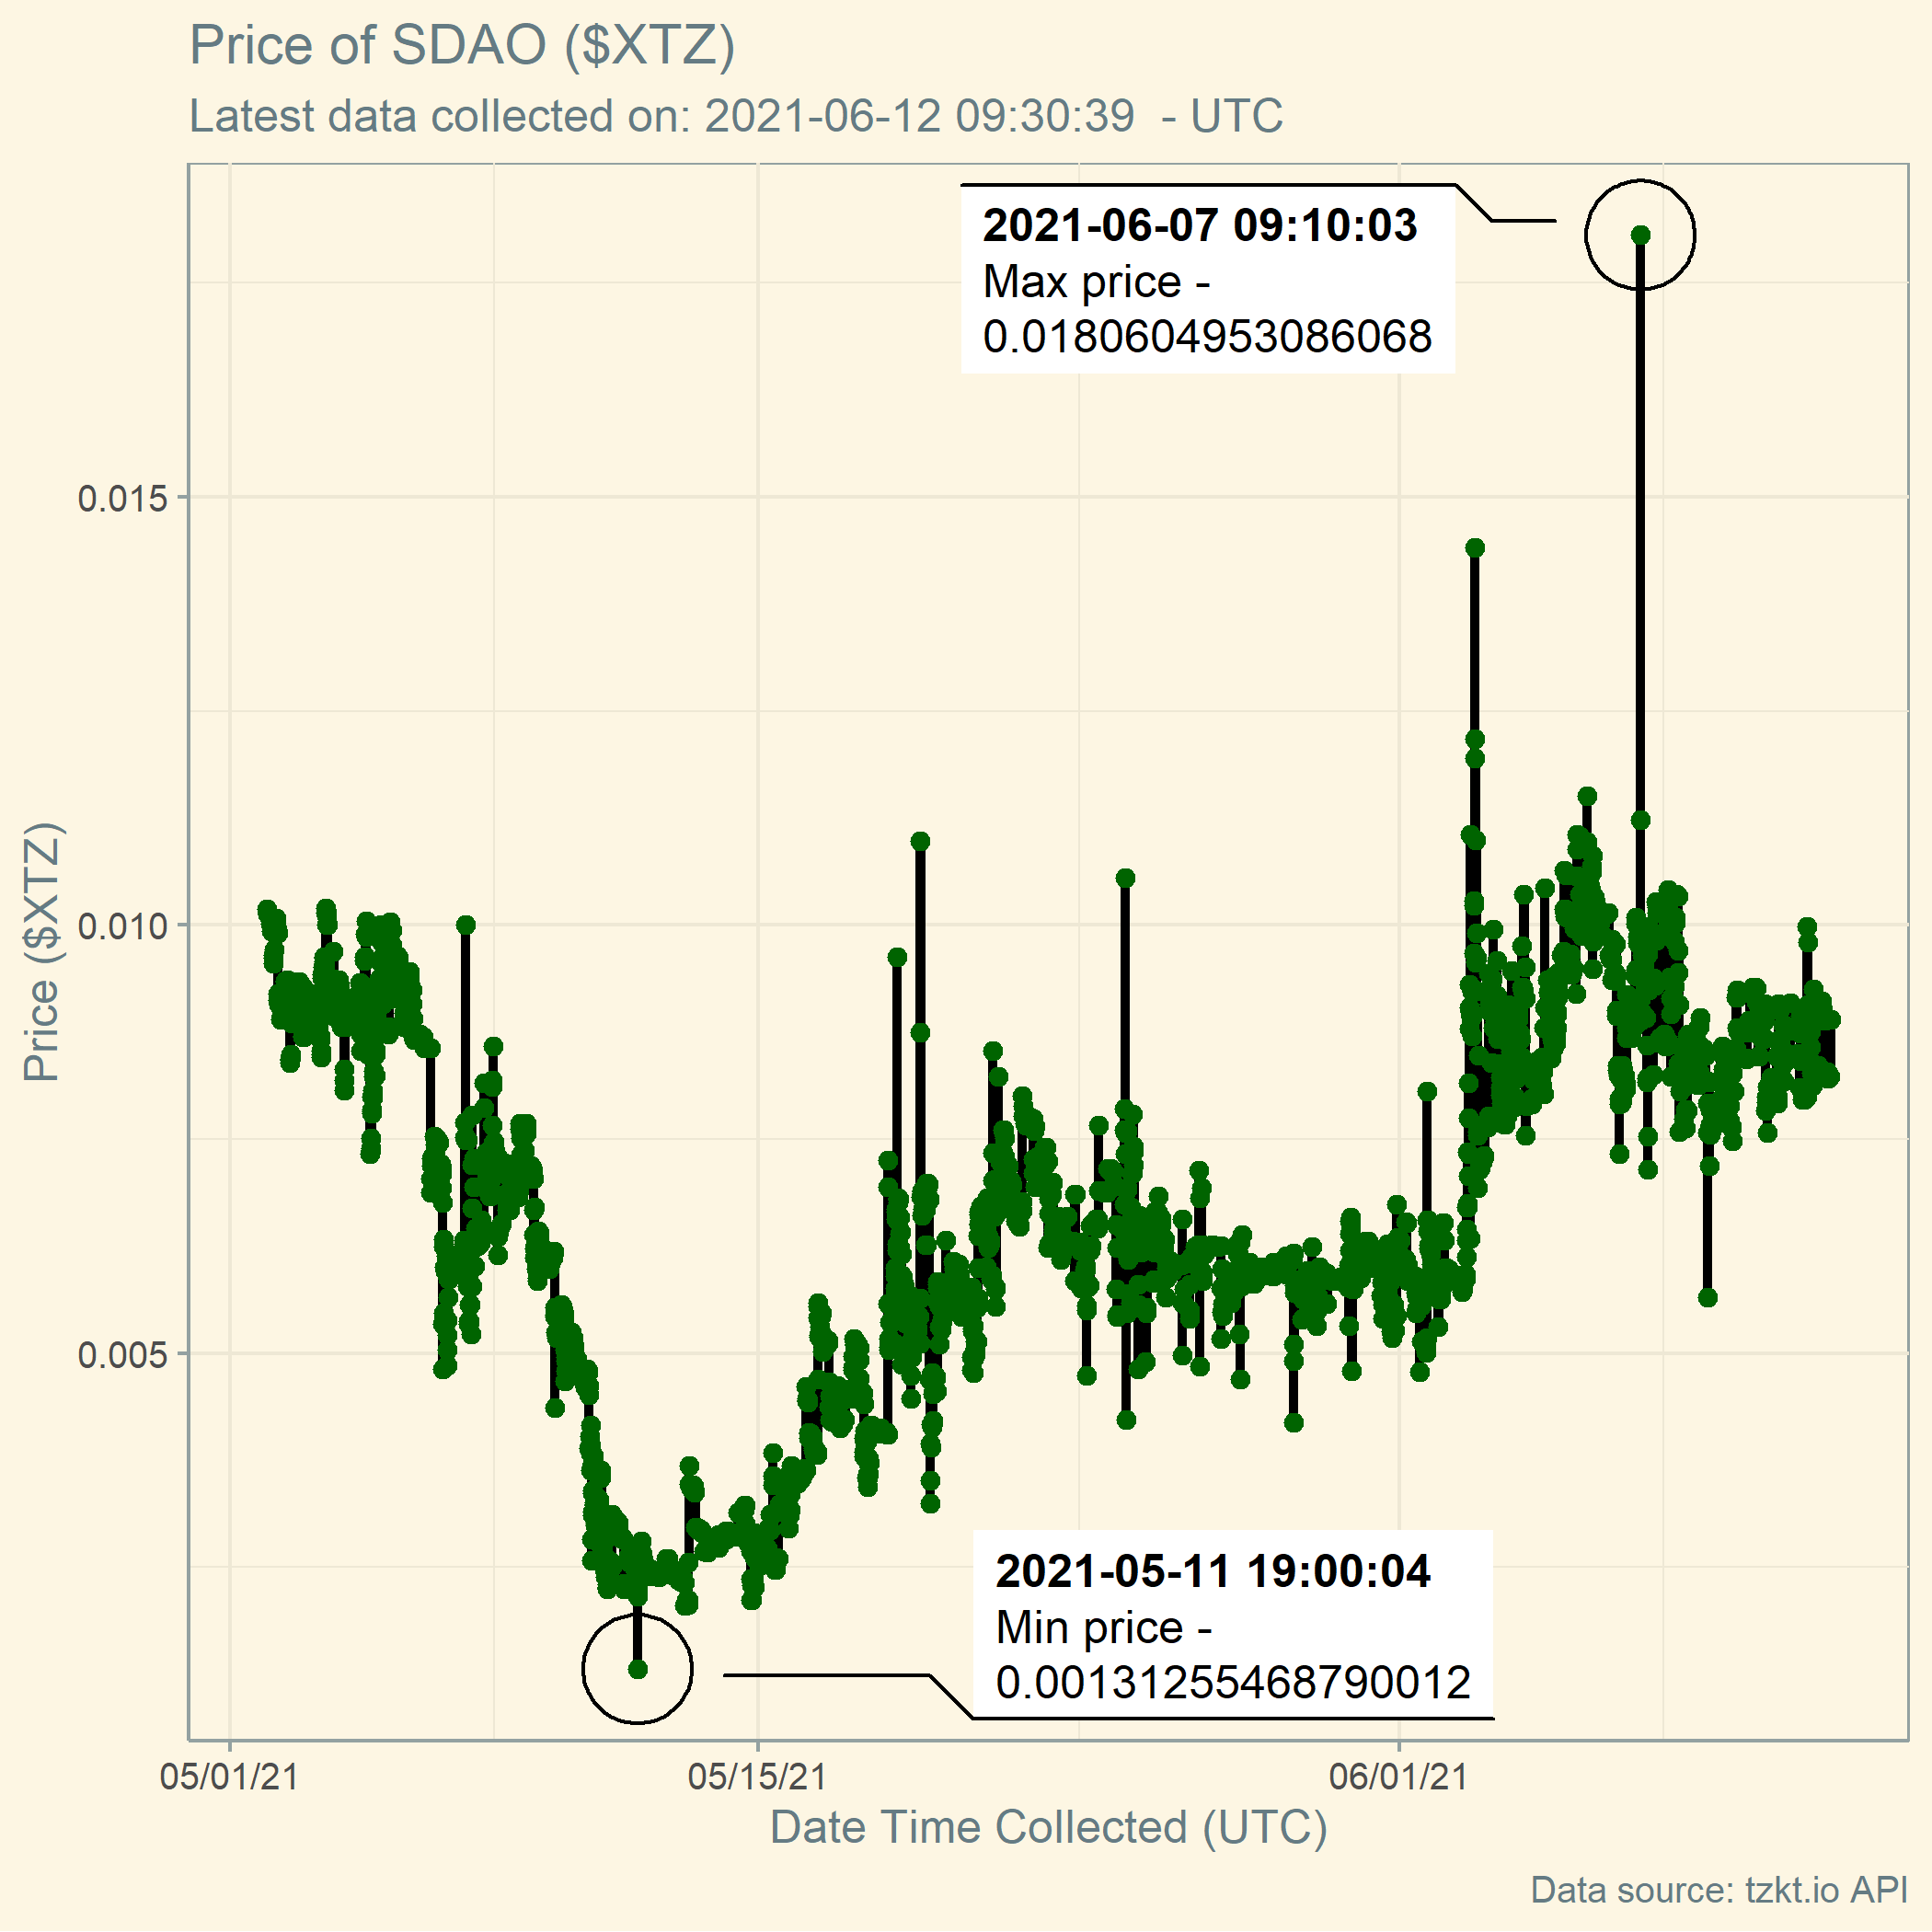 Price of SDAO ($XTZ)
Latest data collected on: 2021-06-12 09:30:39  - UTC
2021-06-07 09:10:03
Max price -
0.0180604953086068
0.015
0.010
0.005
Price ($XTZ)
2021-05-11 19:00:04
Min price -
0.00131255468790012
05/01/21
05/15/21
06/01/21
Date Time Collected (UTC)
Data source: tzkt.io API